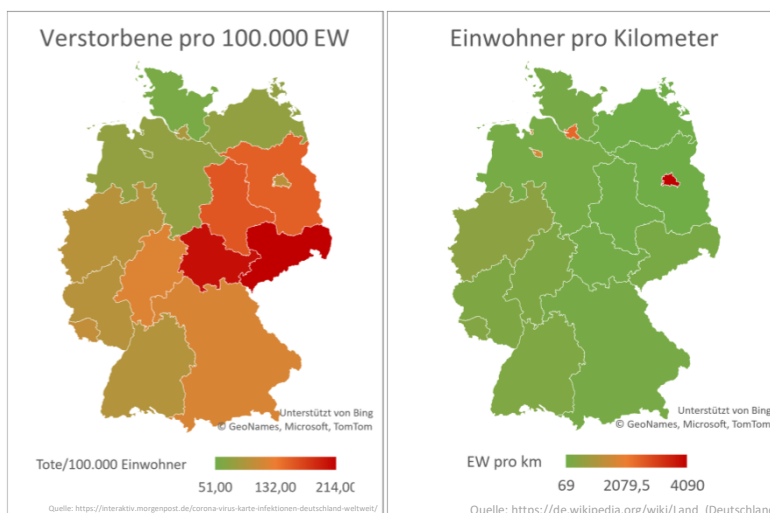 Verstorbene pro 100.000 EW
Unterstützt von Bing
© GeoNames, Microsoft, TomTom
Tote/100.000 Einwohner
51,00 132,00 214,00
Quelle: https://interaktiv.morgenpost.de/corona-virus-karte-infektionen-deutschland-weltweit/
Einwohner pro Kilometer
Unterstützt von Bing
© GeoNames, Microsoft, TomTom
EW pro km
69 2079,5 4090
Quelle: https://de.wikipedia.org/wiki/Land_(Deutschland